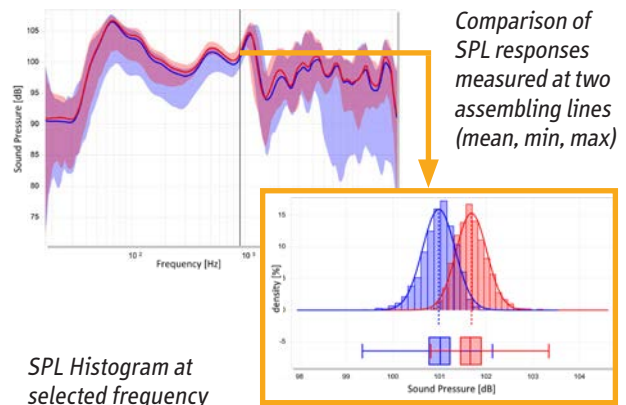 105
100
95
90
85
80
75
Sound Pressure [dB]
10²
10³
Frequency [Hz]
Comparison of
SPL responses
measured at two
assembling lines
(mean, min, max)
15
10
0
-5
density [%]
98 99 100 101 102 103 104
Sound Pressure [dB]
SPL Histogram at
selected frequency